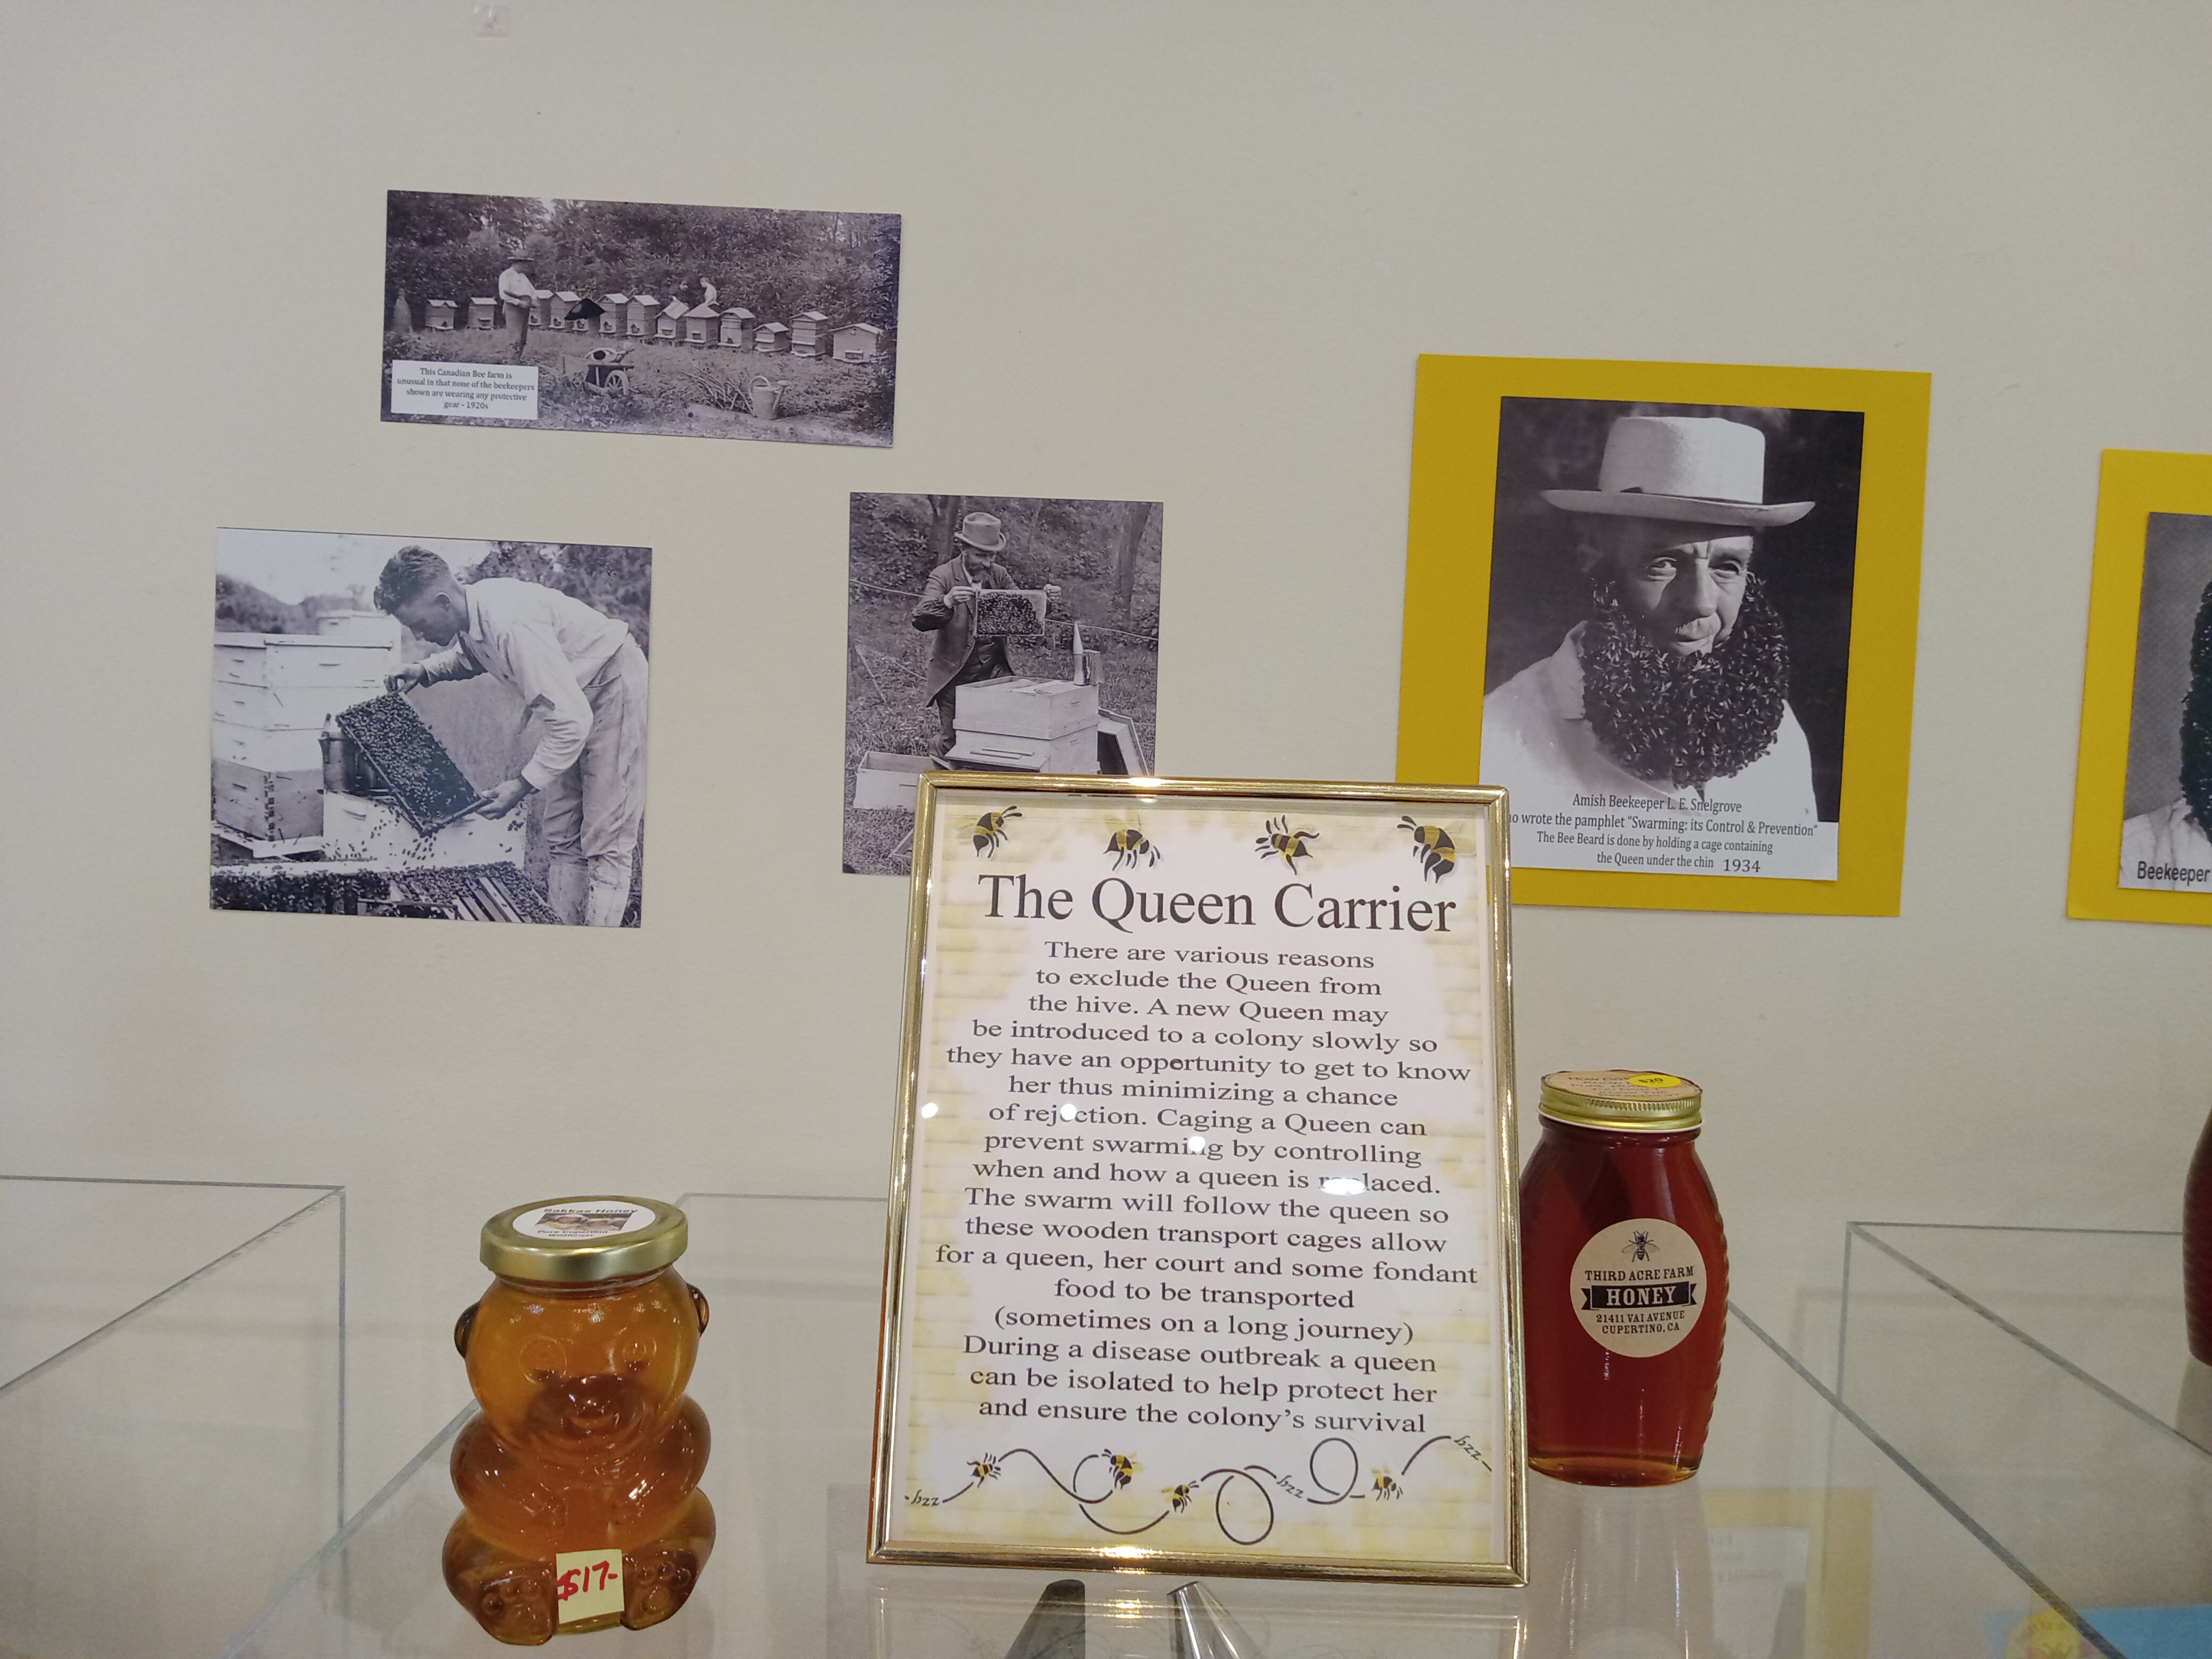 This Canadian Bee farm is
unusual in that none of the beekeepers
shown are wearing any protective
gear - 1920s
Amish Beekeeper L. E. Snelgrove
wrote the pamphlet "Swarming: its Control & Prevention"
The Bee Beard is done by holding a cage containing
the Queen under the chin 1934
Beekeeper
The Queen Carrier
There are various reasons
to exclude the Queen from
the hive. A new Queen may
be introduced to a colony slowly so
they have an opportunity to get to know
her thus minimizing a chance
of rejection. Caging a Queen can
prevent swarming by controlling
when and how a queen is replaced.
The swarm will follow the queen so
these wooden transport cages allow
for a queen, her court and some fondant
food to be transported
(sometimes on a long journey)
During a disease outbreak a queen
can be isolated to help protect her
and ensure the colony's survival
bzz
bzz
bzz
Bakkas Honey
Pure Cupertino
Wildflower
$17-
$20
THIRD ACRE FARM
HONEY
21411 VAI AVENUE
CUPERTINO, CA